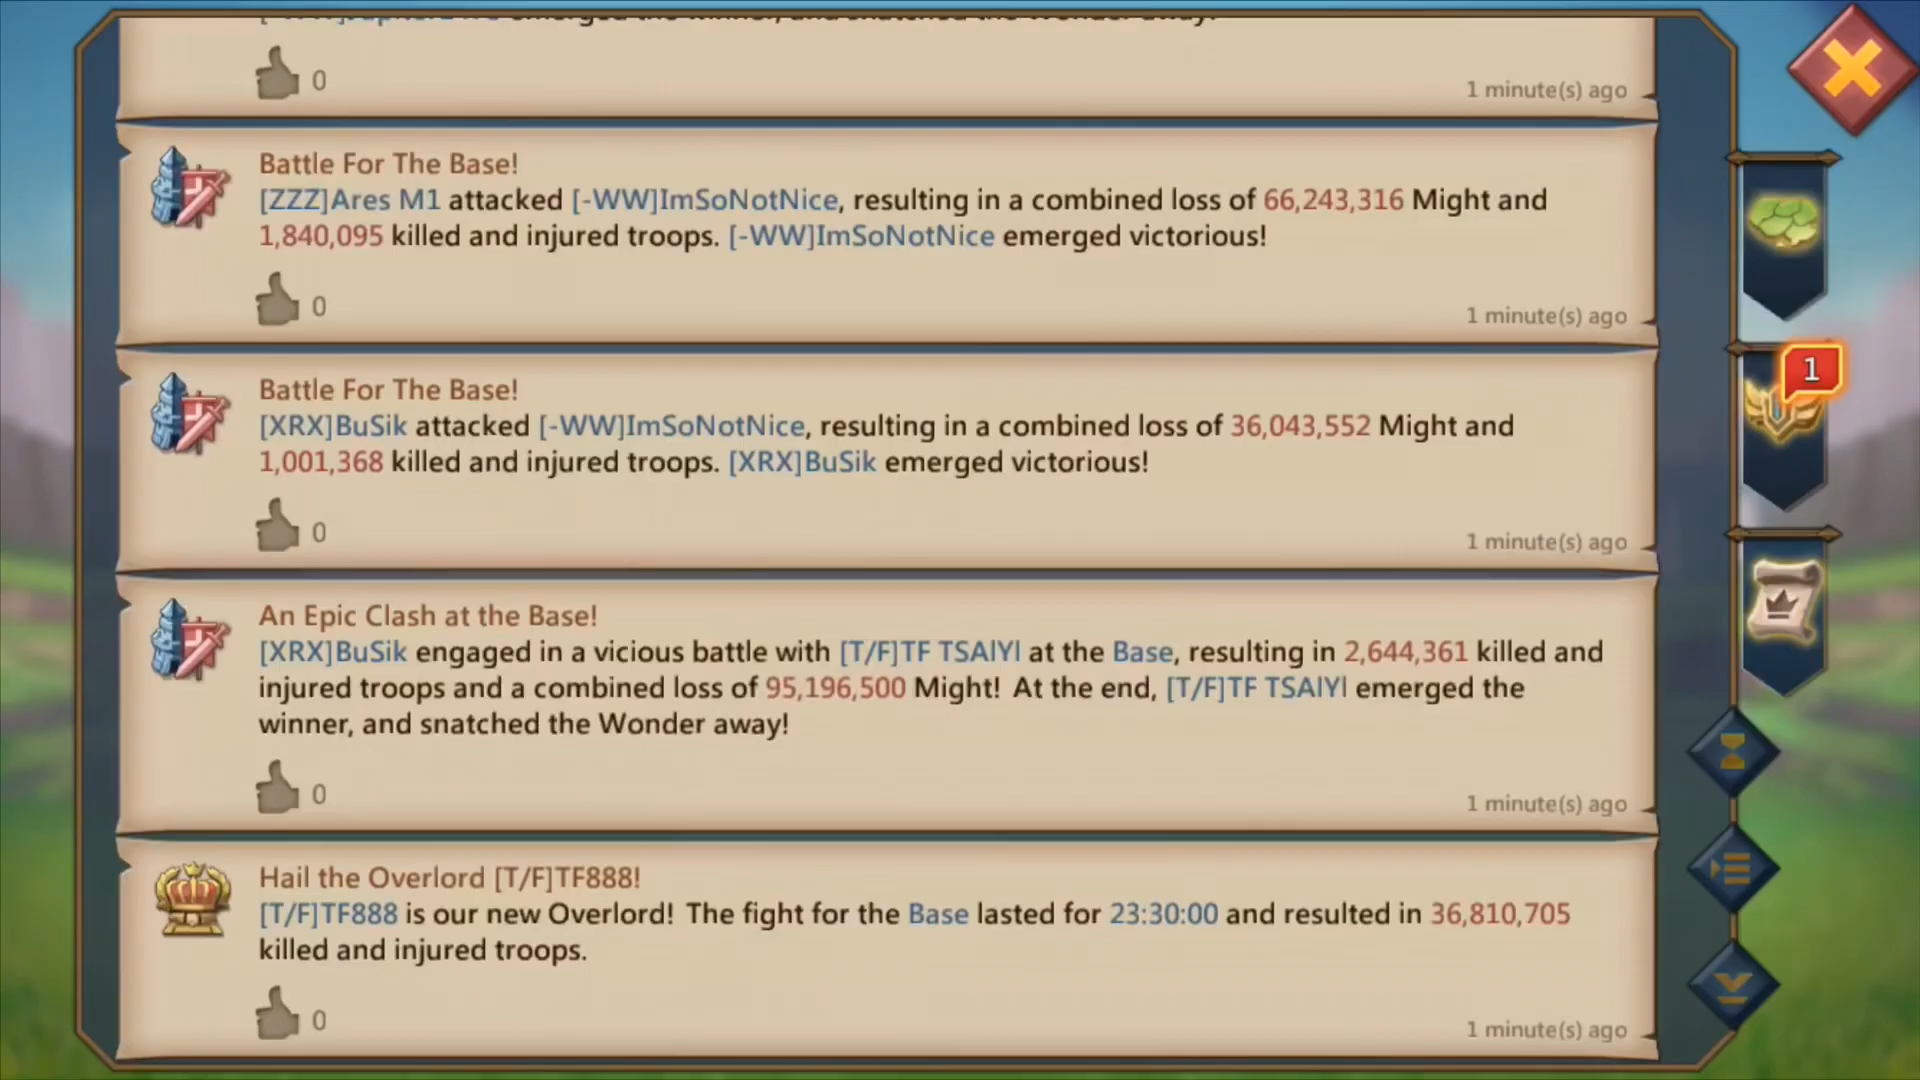 emerged the winner, and snatched the Wonder away!
0
1 minute(s) ago
Battle For The Base!
[ZZZ]Ares M1 attacked [-WW]ImSoNotNice, resulting in a combined loss of 66,243,316 Might and
1,840,095 killed and injured troops. [-WW]ImSoNotNice emerged victorious!
0
1 minute(s) ago
Battle For The Base!
[XRX]BuSik attacked [-WW]ImSoNotNice, resulting in a combined loss of 36,043,552 Might and
1,001,368 killed and injured troops. [XRX]BuSik emerged victorious!
0
1 minute(s) ago
An Epic Clash at the Base!
[XRX]BuSik engaged in a vicious battle with [T/F]TF TSAIYI at the Base, resulting in 2,644,361 killed and
injured troops and a combined loss of 95,196,500 Might! At the end, [T/F]TF TSAIYI emerged the
winner, and snatched the Wonder away!
0
1 minute(s) ago
Hail the Overlord [T/F]TF888!
[T/F]TF888 is our new Overlord! The fight for the Base lasted for 23:30:00 and resulted in 36,810,705
killed and injured troops.
0
1 minute(s) ago
1